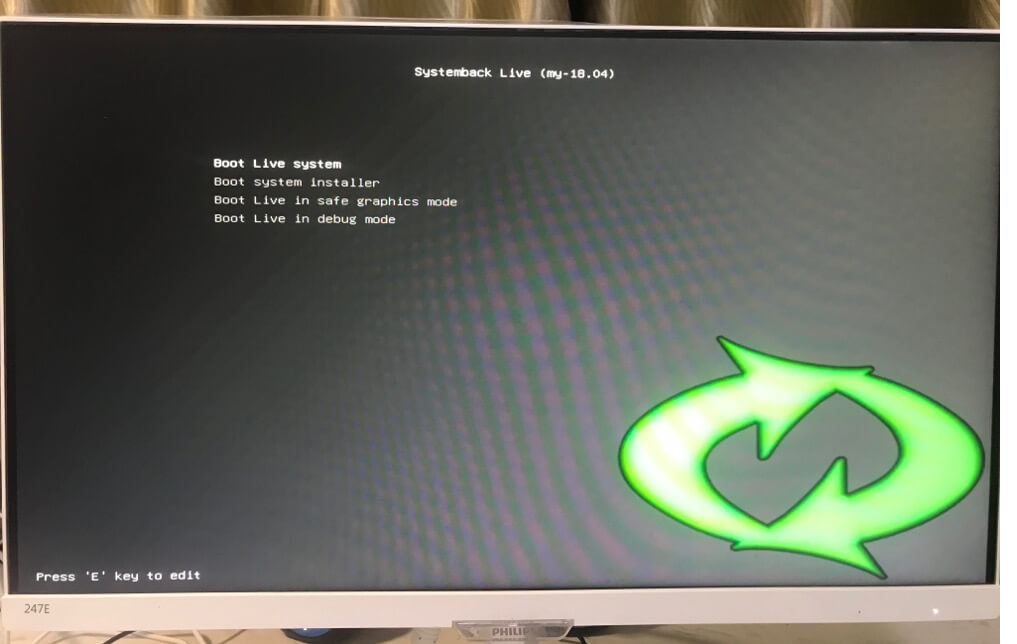 Systemback Live (my-18.04)
Boot Live system
Boot system installer
Boot Live in safe graphics mode
Boot Live in debug mode
Press 'E' key to edit
247E
PHILIPS